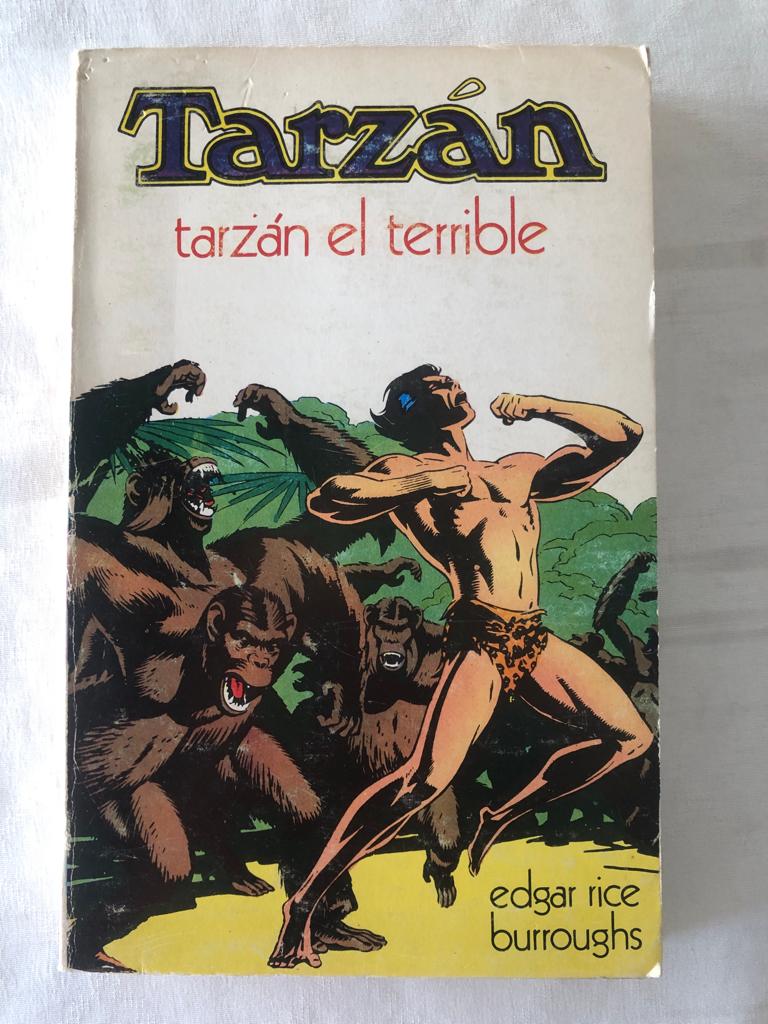 Tarzán
tarzán el terrible
edgar rice
burroughs